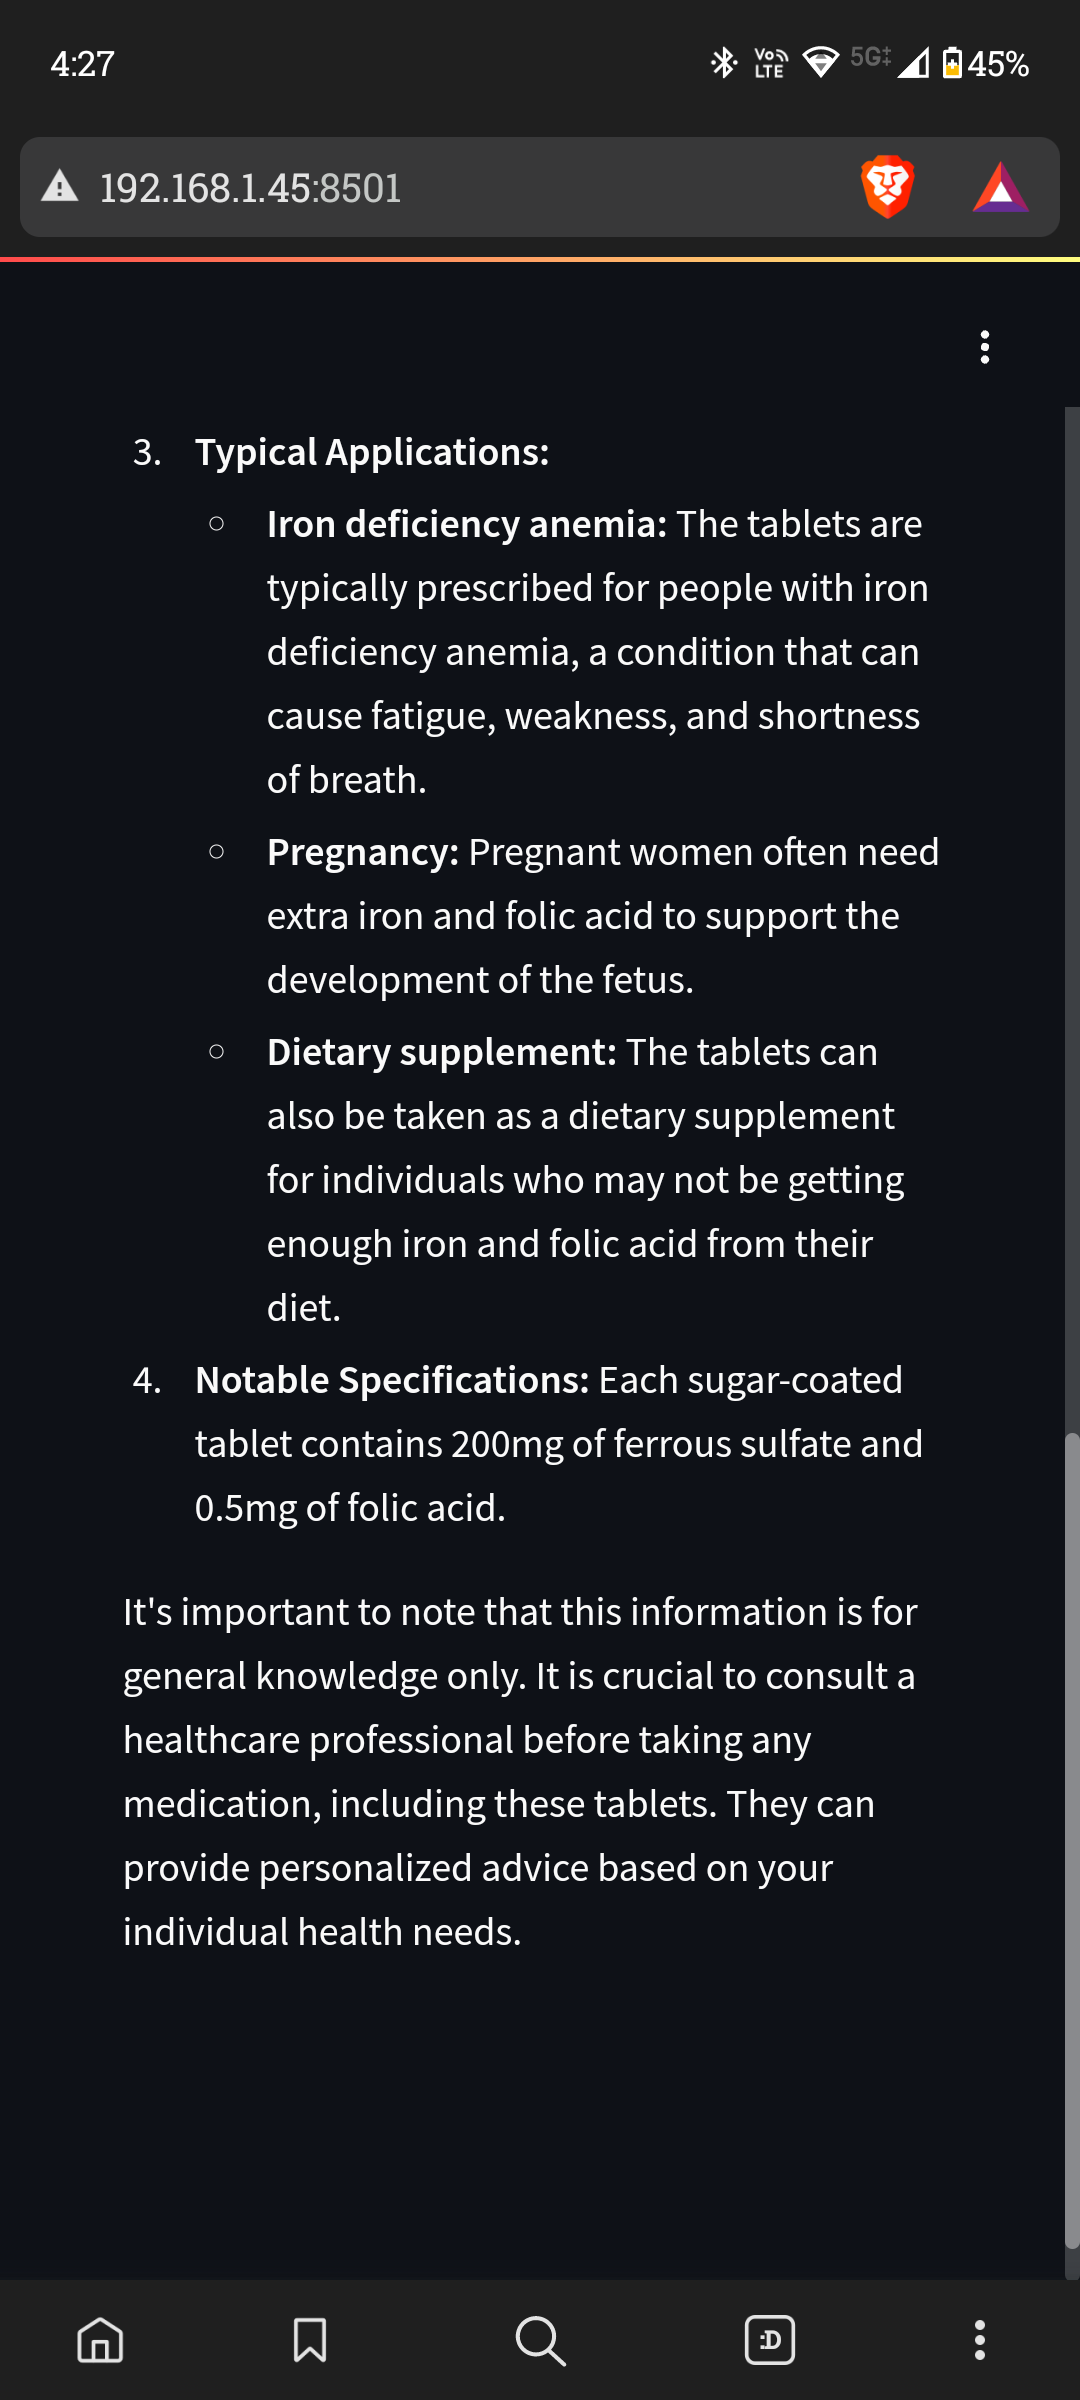 4:27
Vo LTE 5G 45%
192.168.1.45:8501
3. Typical Applications:
○ Iron deficiency anemia: The tablets are
typically prescribed for people with iron
deficiency anemia, a condition that can
cause fatigue, weakness, and shortness
of breath.
○ Pregnancy: Pregnant women often need
extra iron and folic acid to support the
development of the fetus.
○ Dietary supplement: The tablets can
also be taken as a dietary supplement
for individuals who may not be getting
enough iron and folic acid from their
diet.
4. Notable Specifications: Each sugar-coated
tablet contains 200mg of ferrous sulfate and
0.5mg of folic acid.
It's important to note that this information is for
general knowledge only. It is crucial to consult a
healthcare professional before taking any
medication, including these tablets. They can
provide personalized advice based on your
individual health needs.
:D